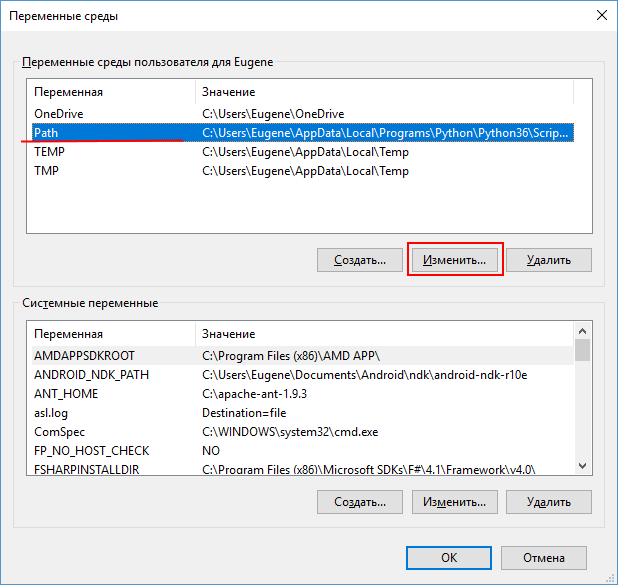 Переменные среды
Переменные среды пользователя для Eugene
Переменная Значение
OneDrive C:\Users\Eugene\OneDrive
Path C:\Users\Eugene\AppData\Local\Programs\Python\Python36\Scrip...
TEMP C:\Users\Eugene\AppData\Local\Temp
TMP C:\Users\Eugene\AppData\Local\Temp
Создать... Изменить... Удалить
Системные переменные
Переменная Значение
AMDAPPSDKROOT C:\Program Files (x86)\AMD APP\
ANDROID_NDK_PATH C:\Users\Eugene\Documents\Android\ndk\android-ndk-r10e
ANT_HOME C:\apache-ant-1.9.3
asl.log Destination=file
ComSpec C:\WINDOWS\system32\cmd.exe
FP_NO_HOST_CHECK NO
FSHARPINSTALLDIR C:\Program Files (x86)\Microsoft SDKs\F#\4.1\Framework\v4.0\
Создать... Изменить... Удалить
OK Отмена